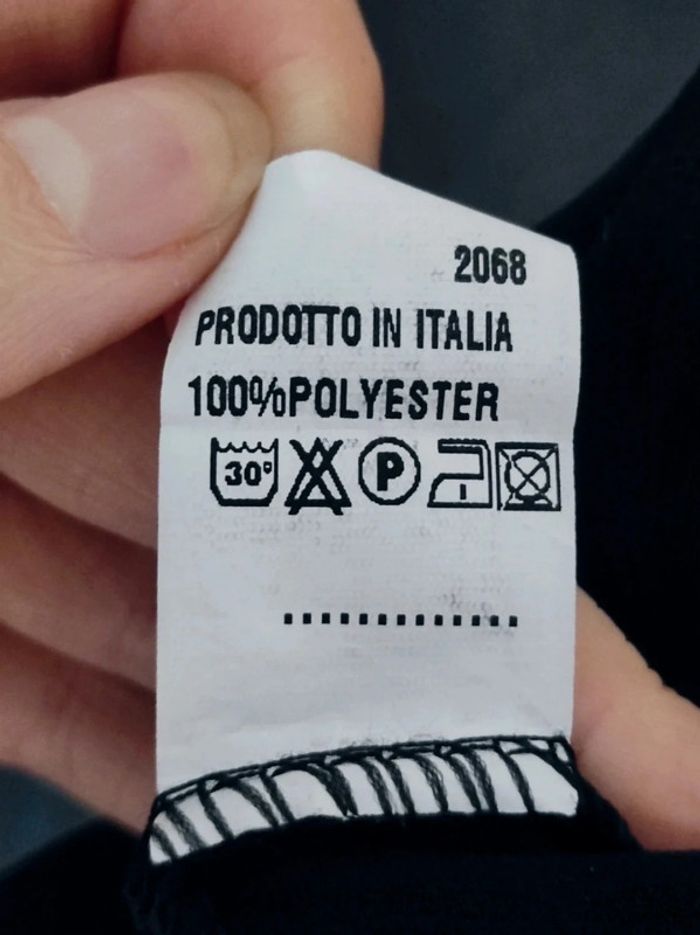 2068
PRODOTTO IN ITALIA
100%POLYESTER
30° P
.............